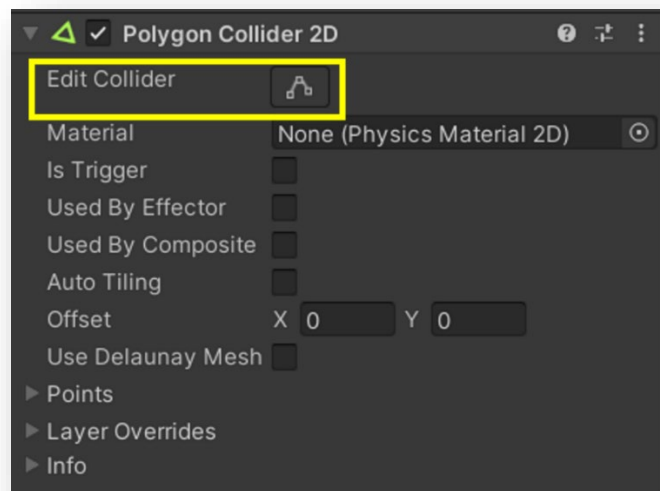 Polygon Collider 2D
Edit Collider
Material None (Physics Material 2D)
Is Trigger
Used By Effector
Used By Composite
Auto Tiling
Offset X 0 Y 0
Use Delaunay Mesh
Points
Layer Overrides
Info